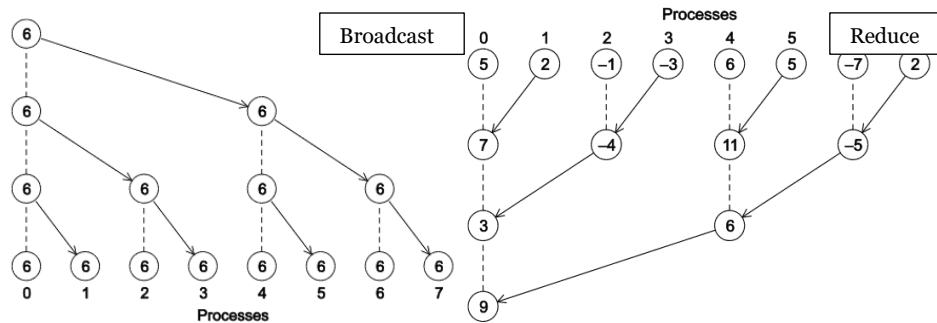 Broadcast
6
6 6
6 6 6 6
6 6 6 6 6 6 6 6
0 1 2 3 4 5 6 7
Processes
Processes
Reduce
0 1 2 3 4 5
5 2 −1 −3 6 5 −7 2
7 −4 11 −5
3 6
9